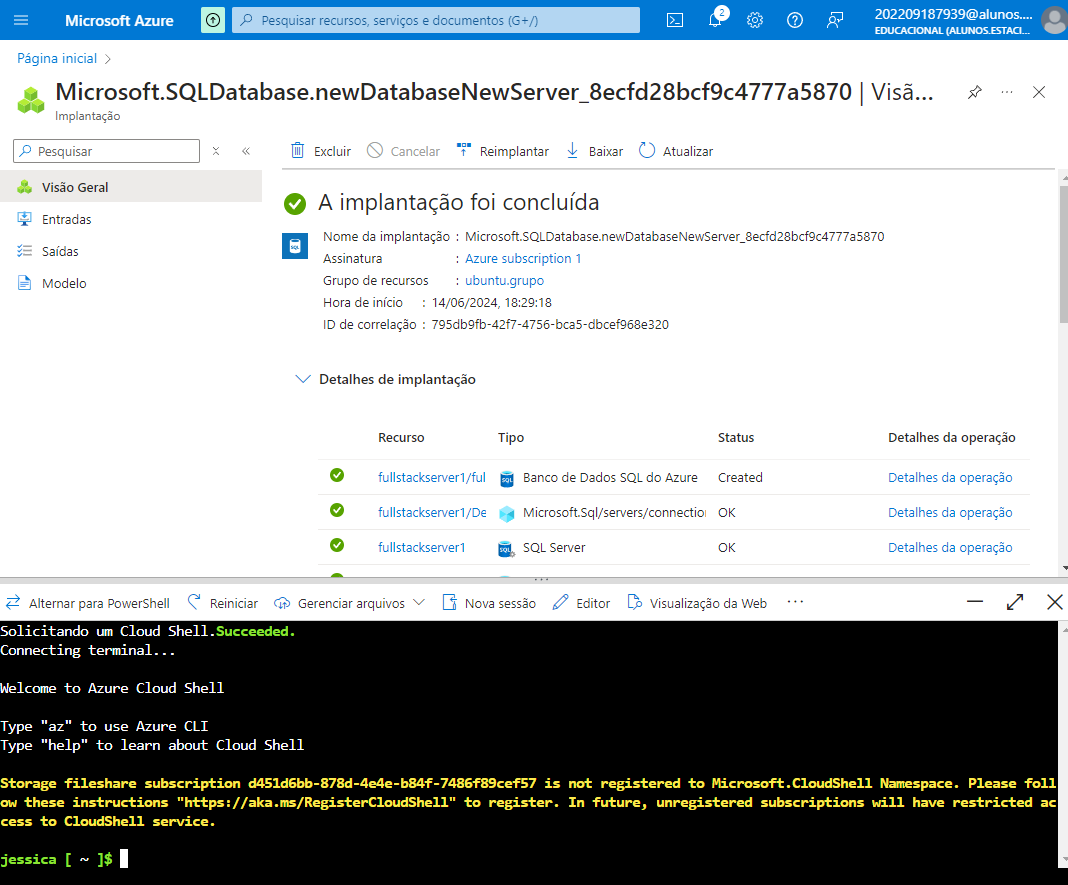 Microsoft Azure
Pesquisar recursos, serviços e documentos (G+/)
2
202209187939@alunos....
EDUCACIONAL (ALUNOS.ESTACI...
Página inicial
Microsoft.SQLDatabase.newDatabaseNewServer_8ecfd28bcf9c4777a5870 | Visã...
Implantação
Pesquisar
Excluir
Cancelar
Reimplantar
Baixar
Atualizar
Visão Geral
Entradas
Saídas
Modelo
A implantação foi concluída
SQL
Nome da implantação : Microsoft.SQLDatabase.newDatabaseNewServer_8ecfd28bcf9c4777a5870
Assinatura : Azure subscription 1
Grupo de recursos : ubuntu.grupo
Hora de início : 14/06/2024, 18:29:18
ID de correlação : 795db9fb-42f7-4756-bca5-dbcef968e320
Detalhes de implantação
Recurso Tipo Status Detalhes da operação
fullstackserver1/ful SQL Banco de Dados SQL do Azure Created Detalhes da operação
fullstackserver1/De Microsoft.Sql/servers/connection OK Detalhes da operação
fullstackserver1 SQL SQL Server OK Detalhes da operação
Alternar para PowerShell Reiniciar Gerenciar arquivos Nova sessão Editor Visualização da Web ...
Solicitando um Cloud Shell.Succeeded.
Connecting terminal...
Welcome to Azure Cloud Shell
Type "az" to use Azure CLI
Type "help" to learn about Cloud Shell
Storage fileshare subscription d451d6bb-878d-4e4e-b84f-7486f89cef57 is not registered to Microsoft.CloudShell Namespace. Please foll
ow these instructions "https://aka.ms/RegisterCloudShell" to register. In future, unregistered subscriptions will have restricted ac
cess to CloudShell service.
jessica [ ~ ]$